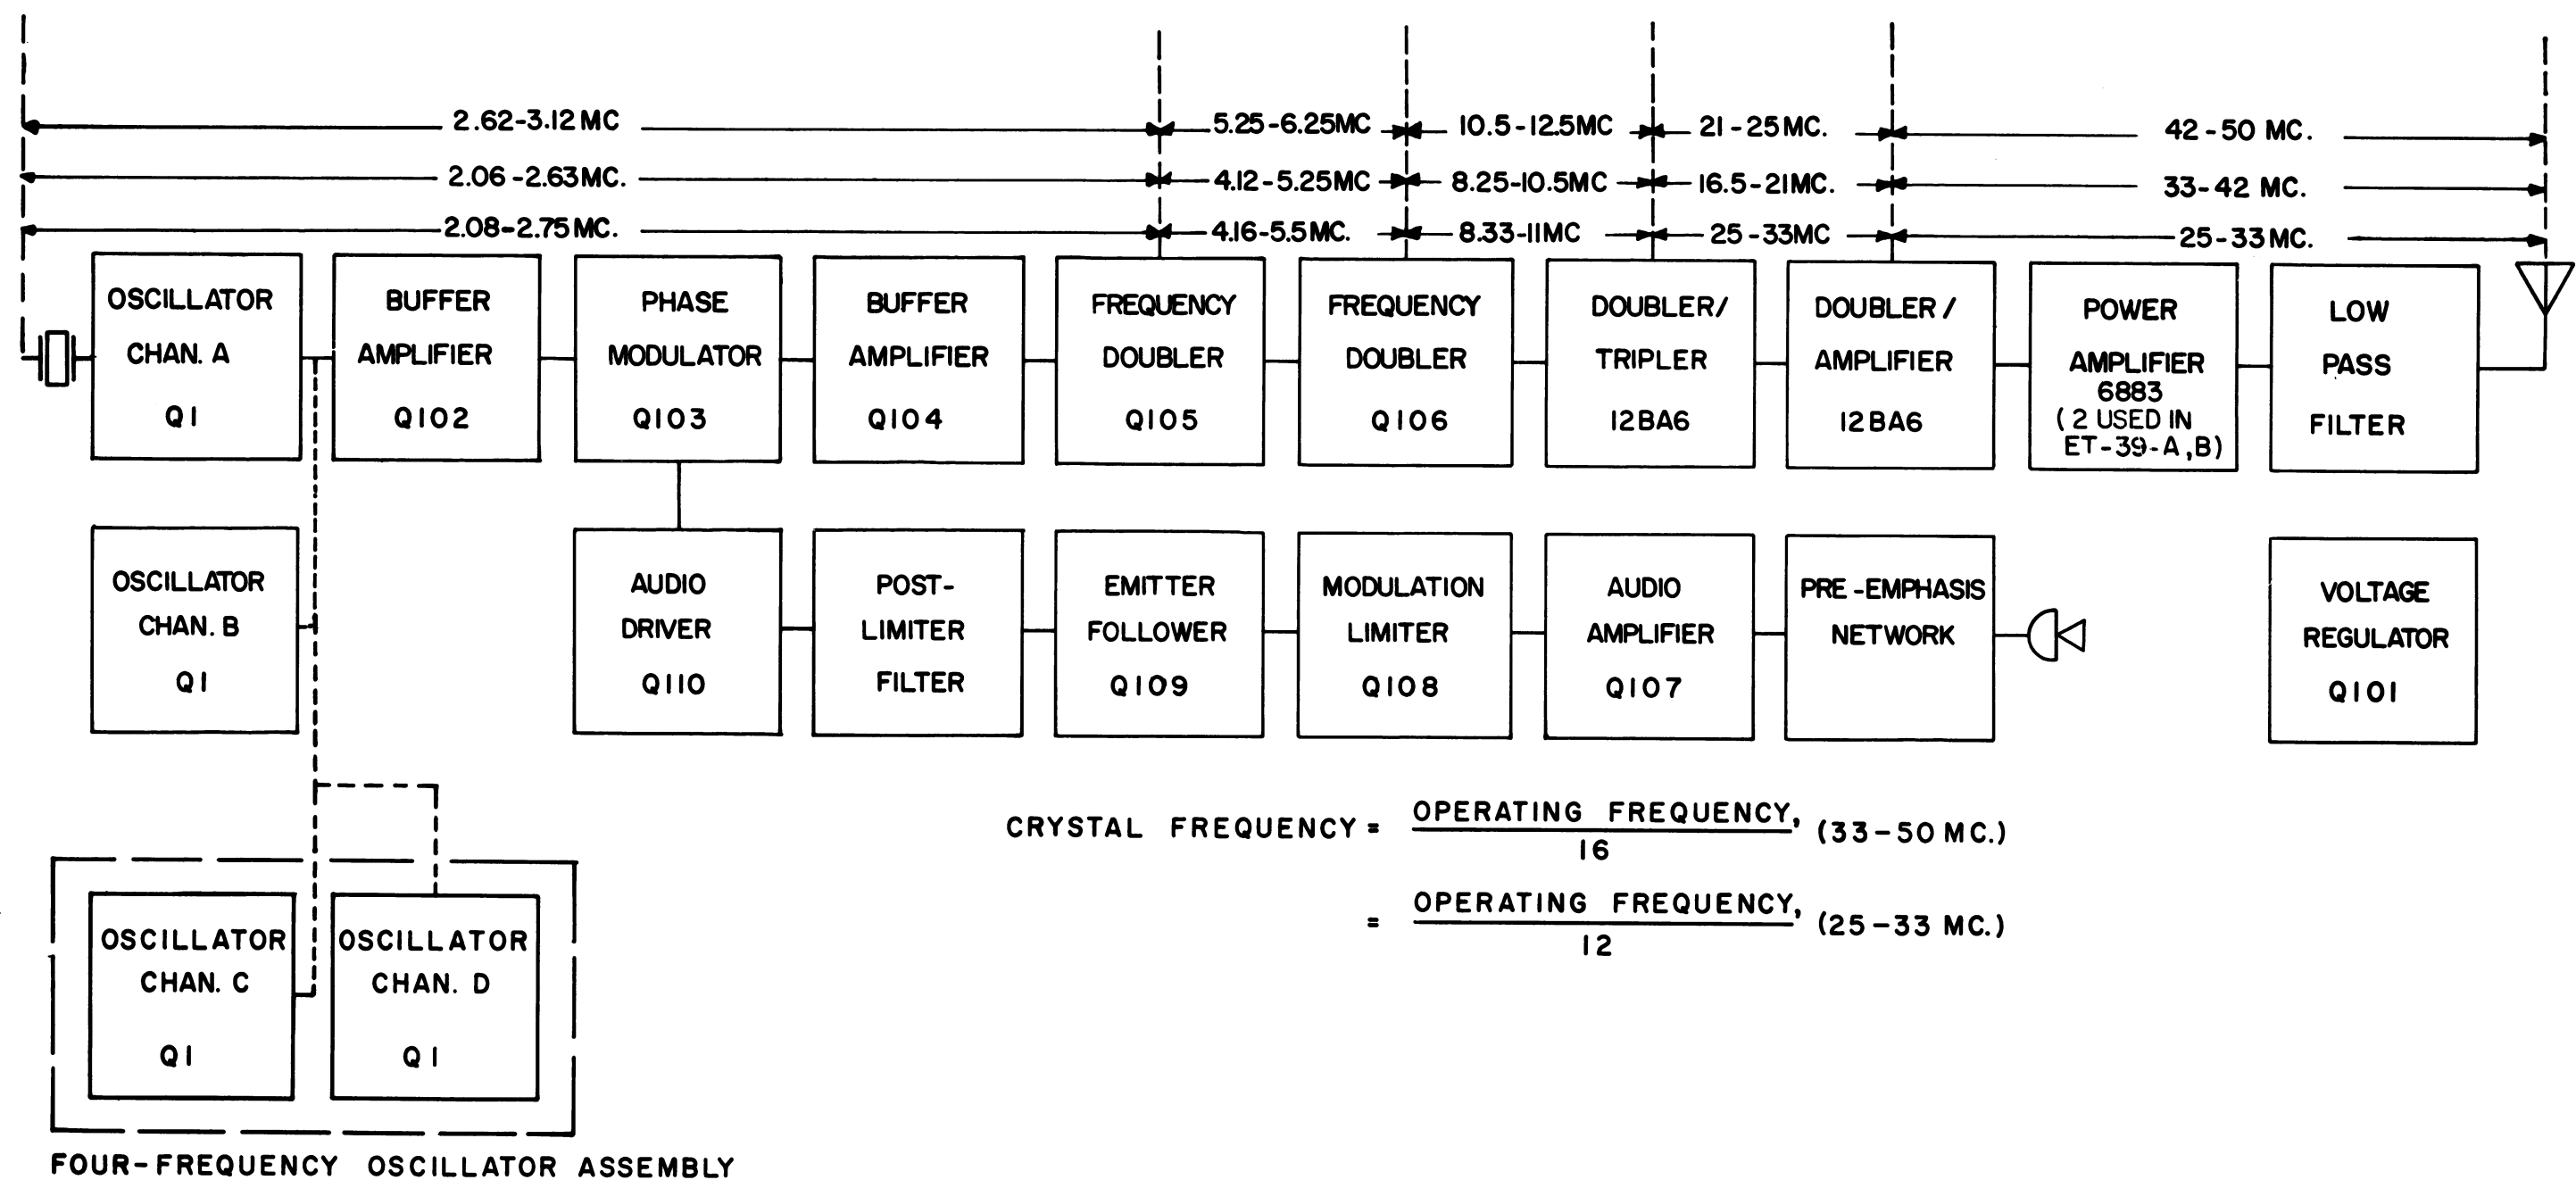 2.62-3.12 MC
5.25-6.25MC
10.5-12.5MC
21-25MC.
42-50 MC.
2.06-2.63MC.
4.12-5.25MC
8.25-10.5MC
16.5-21MC.
33-42 MC.
2.08-2.75MC.
4.16-5.5MC.
8.33-11MC
25-33MC
25-33MC.
OSCILLATOR
CHAN. A
Q1
BUFFER
AMPLIFIER
Q102
PHASE
MODULATOR
Q103
BUFFER
AMPLIFIER
Q104
FREQUENCY
DOUBLER
Q105
FREQUENCY
DOUBLER
Q106
DOUBLER/
TRIPLER
12BA6
DOUBLER/
AMPLIFIER
12BA6
POWER
AMPLIFIER
6883
(2 USED IN
ET-39-A,B)
LOW
PASS
FILTER
OSCILLATOR
CHAN. B
Q1
AUDIO
DRIVER
Q110
POST-
LIMITER
FILTER
EMITTER
FOLLOWER
Q109
MODULATION
LIMITER
Q108
AUDIO
AMPLIFIER
Q107
PRE-EMPHASIS
NETWORK
VOLTAGE
REGULATOR
Q101
CRYSTAL FREQUENCY = OPERATING FREQUENCY, (33-50 MC.)
16
= OPERATING FREQUENCY, (25-33 MC.)
12
OSCILLATOR
CHAN. C
Q1
OSCILLATOR
CHAN. D
Q1
FOUR-FREQUENCY OSCILLATOR ASSEMBLY